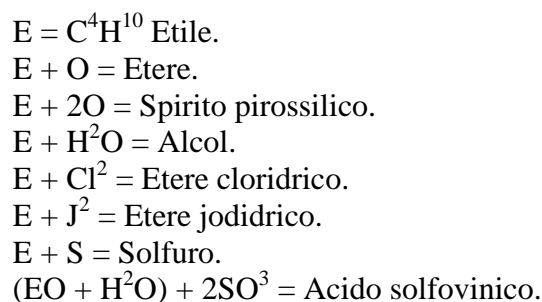 E = C⁴H¹⁰ Etile.
E + O = Etere.
E + 2O = Spirito pirossilico.
E + H²O = Alcol.
E + Cl² = Etere cloridrico.
E + J² = Etere jodidrico.
E + S = Solfuro.
(EO + H²O) + 2SO³ = Acido solfovinico.